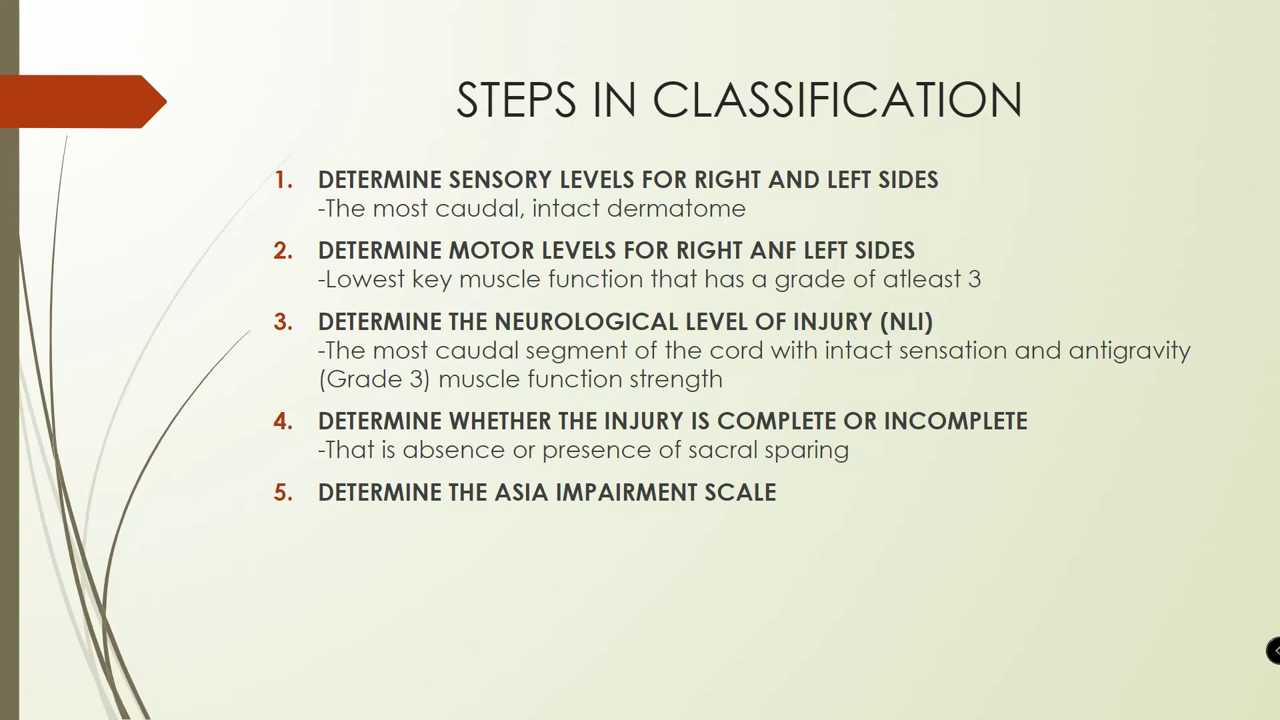 STEPS IN CLASSIFICATION
1. DETERMINE SENSORY LEVELS FOR RIGHT AND LEFT SIDES
-The most caudal, intact dermatome
2. DETERMINE MOTOR LEVELS FOR RIGHT ANF LEFT SIDES
-Lowest key muscle function that has a grade of atleast 3
3. DETERMINE THE NEUROLOGICAL LEVEL OF INJURY (NLI)
-The most caudal segment of the cord with intact sensation and antigravity
(Grade 3) muscle function strength
4. DETERMINE WHETHER THE INJURY IS COMPLETE OR INCOMPLETE
-That is absence or presence of sacral sparing
5. DETERMINE THE ASIA IMPAIRMENT SCALE